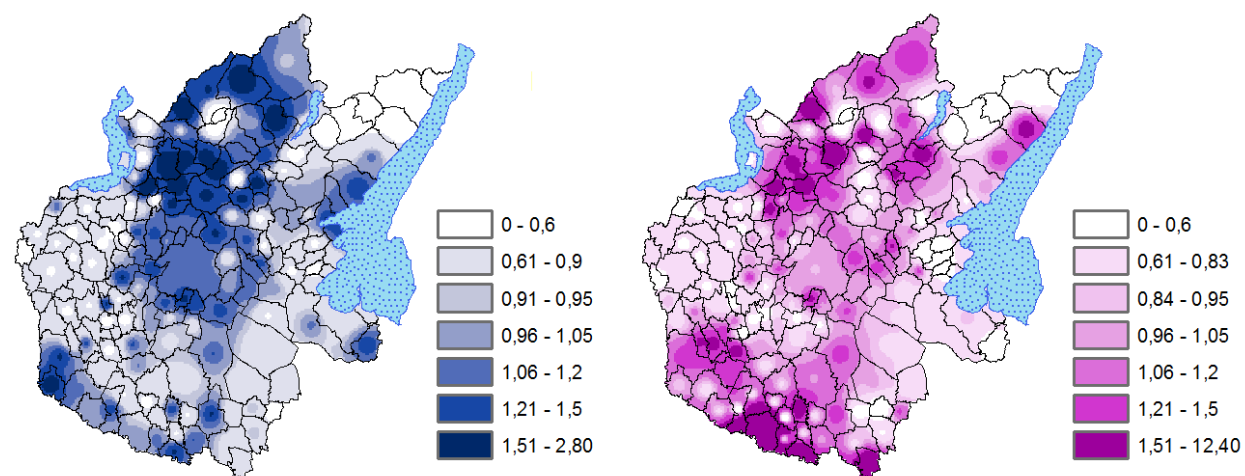 0 - 0,6
0,61 - 0,9
0,91 - 0,95
0,96 - 1,05
1,06 - 1,2
1,21 - 1,5
1,51 - 2,80
0 - 0,6
0,61 - 0,83
0,84 - 0,95
0,96 - 1,05
1,06 - 1,2
1,21 - 1,5
1,51 - 12,40